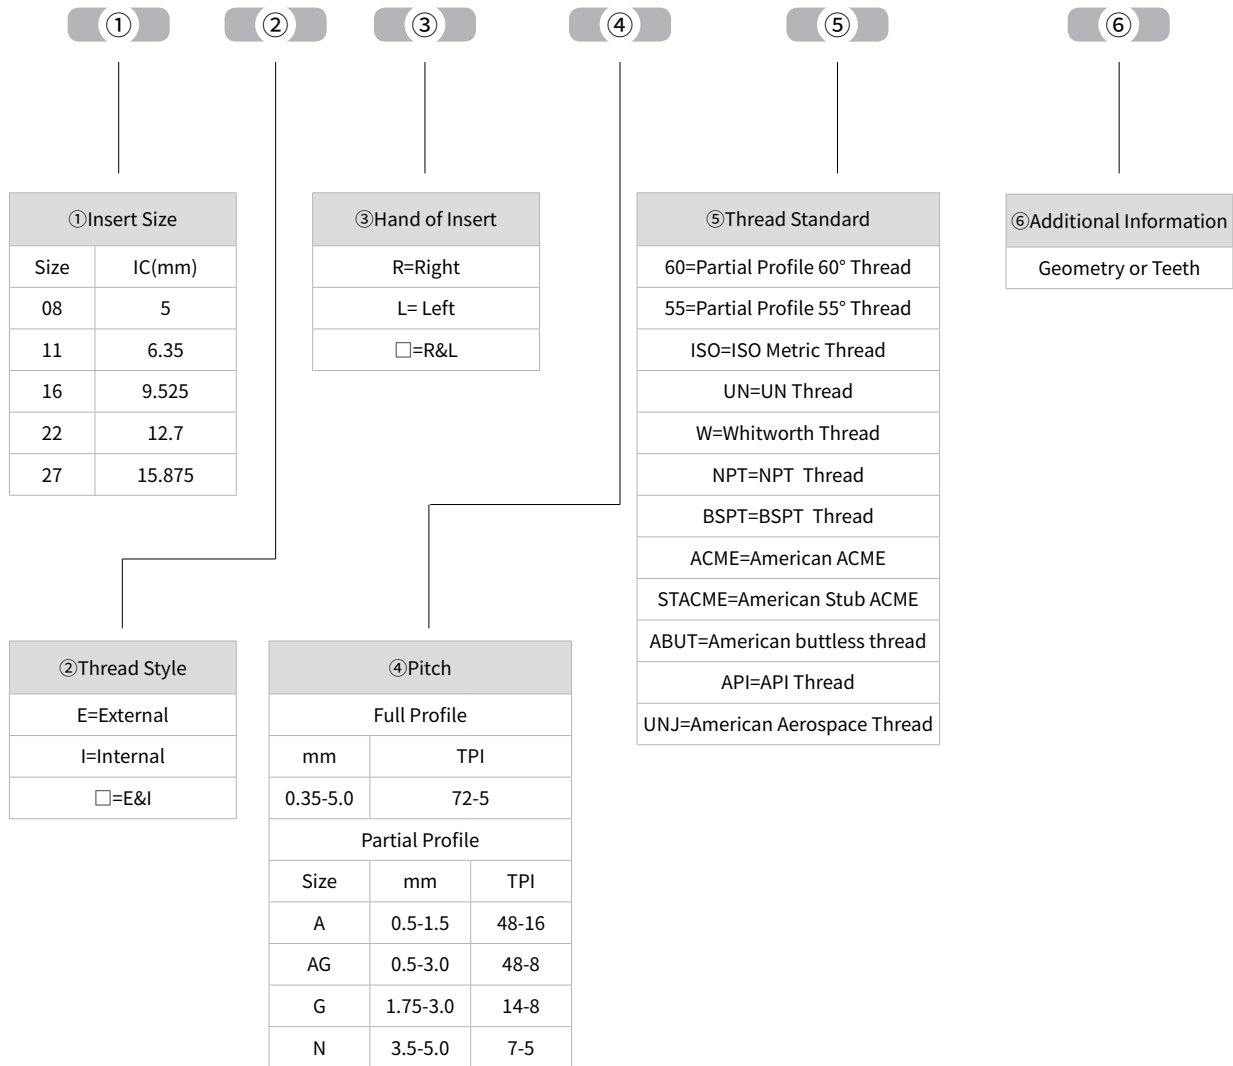 ① ② ③ ④ ⑤ ⑥
①Insert Size
Size IC(mm)
08 5
11 6.35
16 9.525
22 12.7
27 15.875
③Hand of Insert
R=Right
L= Left
□=R&L
⑤Thread Standard
60=Partial Profile 60° Thread
55=Partial Profile 55° Thread
ISO=ISO Metric Thread
UN=UN Thread
W=Whitworth Thread
NPT=NPT Thread
BSPT=BSPT Thread
ACME=American ACME
STACME=American Stub ACME
ABUT=American buttless thread
API=API Thread
UNJ=American Aerospace Thread
⑥Additional Information
Geometry or Teeth
②Thread Style
E=External
I=Internal
□=E&I
④Pitch
Full Profile
mm TPI
0.35-5.0 72-5
Partial Profile
Size mm TPI
A 0.5-1.5 48-16
AG 0.5-3.0 48-8
G 1.75-3.0 14-8
N 3.5-5.0 7-5